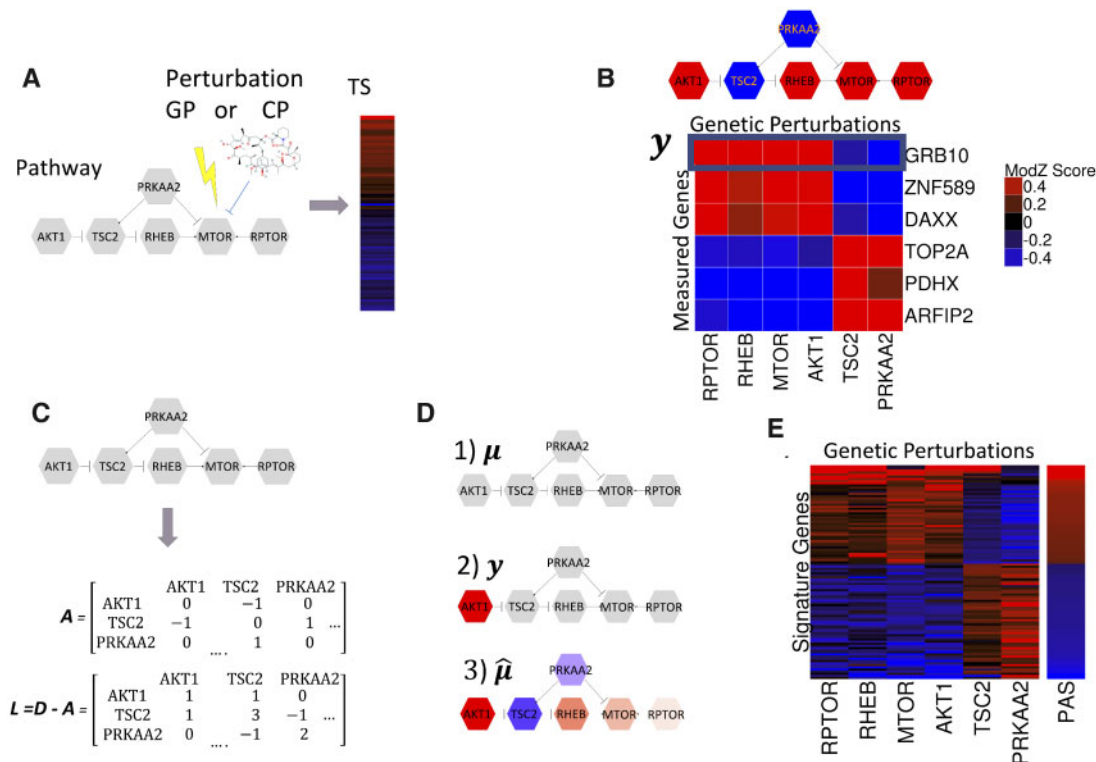 A
Perturbation
GP or CP
TS
Pathway
PRKAA2
AKT1 TSC2 RHEB MTOR RPTOR
B
PRKAA2
AKT1 TSC2 RHEB MTOR RPTOR
y
Genetic Perturbations
Measured Genes
GRB10
ZNF589
DAXX
TOP2A
PDHX
ARFIP2
RPTOR
RHEB
MTOR
AKT1
TSC2
PRKAA2
ModZ Score
0.4
0.2
0
-0.2
-0.4
C
PRKAA2
AKT1 TSC2 RHEB MTOR RPTOR
AKT1 TSC2 PRKAA2
A =
AKT1 0 −1 0
TSC2 −1 0 1 ...
PRKAA2 0 1 0
....
AKT1 TSC2 PRKAA2
L =D - A =
AKT1 1 1 0
TSC2 1 3 −1 ...
PRKAA2 0 −1 2
....
D
1) μ
PRKAA2
AKT1 TSC2 RHEB MTOR RPTOR
2) y
PRKAA2
AKT1 TSC2 RHEB MTOR RPTOR
3) μ̂
PRKAA2
AKT1 TSC2 RHEB MTOR RPTOR
E
Genetic Perturbations
Signature Genes
RPTOR
RHEB
MTOR
AKT1
TSC2
PRKAA2
PAS